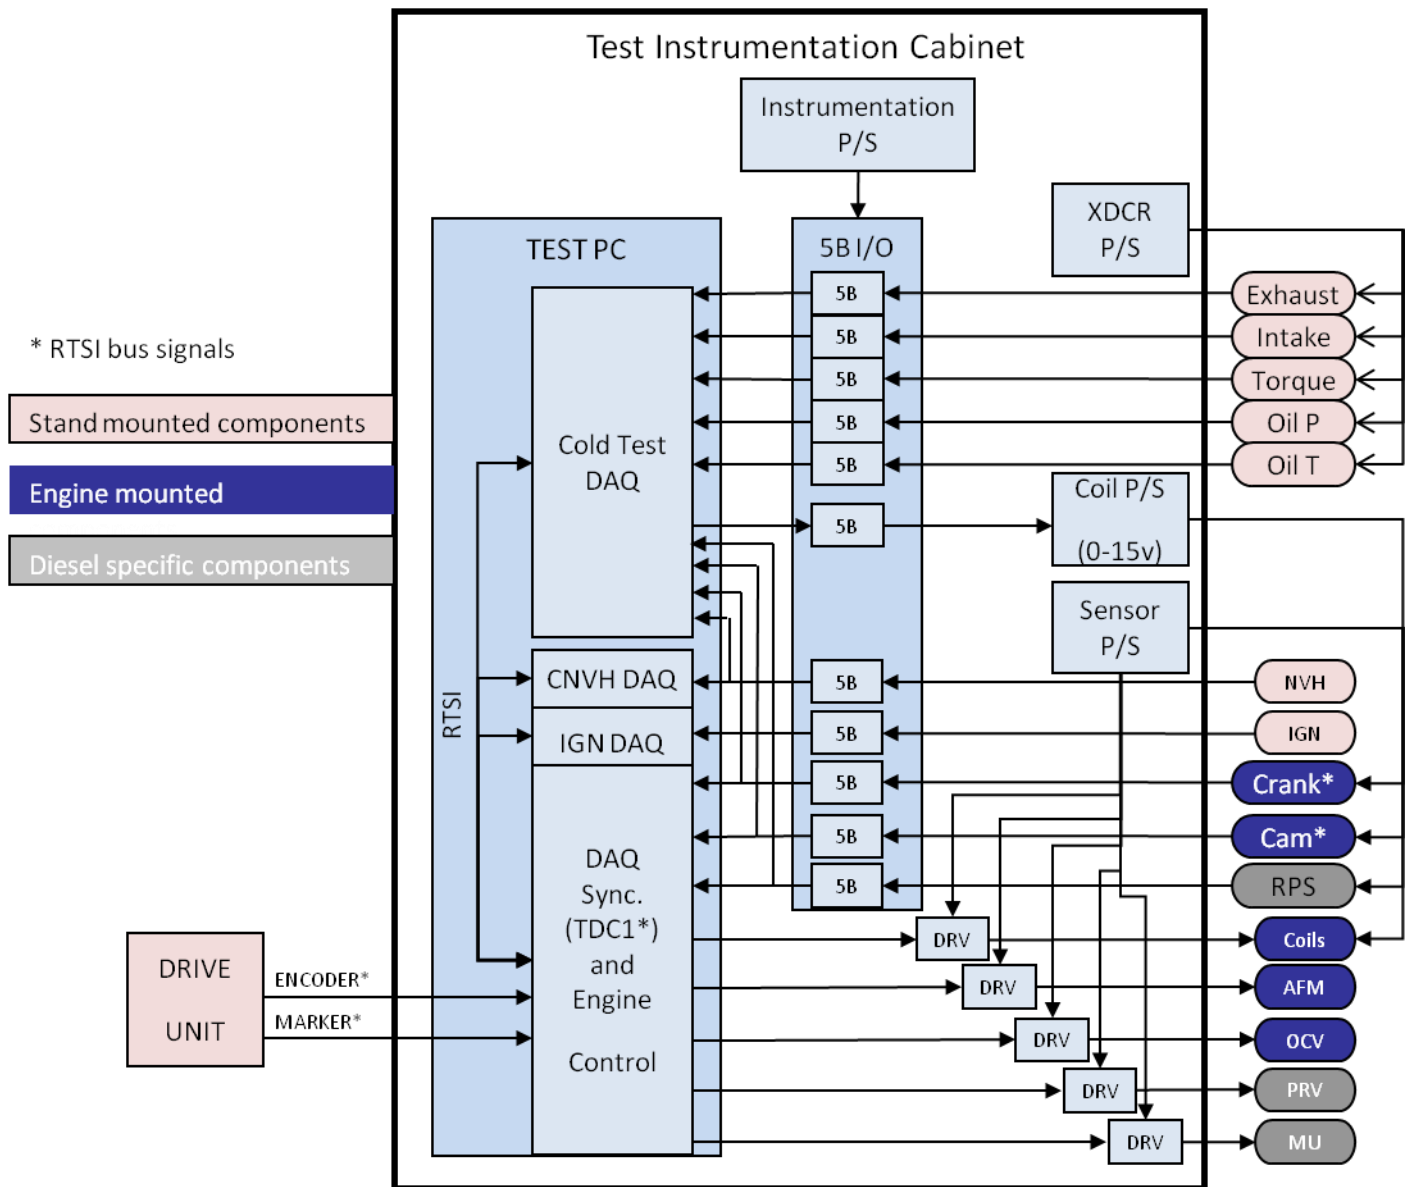 Test Instrumentation Cabinet
Instrumentation
P/S
XDCR
P/S
TEST PC
5B I/O
5B
Exhaust
5B
Intake
* RTSI bus signals
5B
Torque
Stand mounted components
5B
Oil P
Cold Test
DAQ
5B
Oil T
Engine mounted
Coil P/S
(0-15v)
5B
Diesel specific components
Sensor
P/S
RTSI
CNVH DAQ
5B
NVH
IGN DAQ
5B
IGN
5B
Crank*
5B
Cam*
DAQ
Sync.
(TDC1*)
and
Engine
Control
5B
RPS
DRV
Coils
DRIVE
UNIT
ENCODER*
MARKER*
DRV
AFM
DRV
OCV
DRV
PRV
DRV
MU